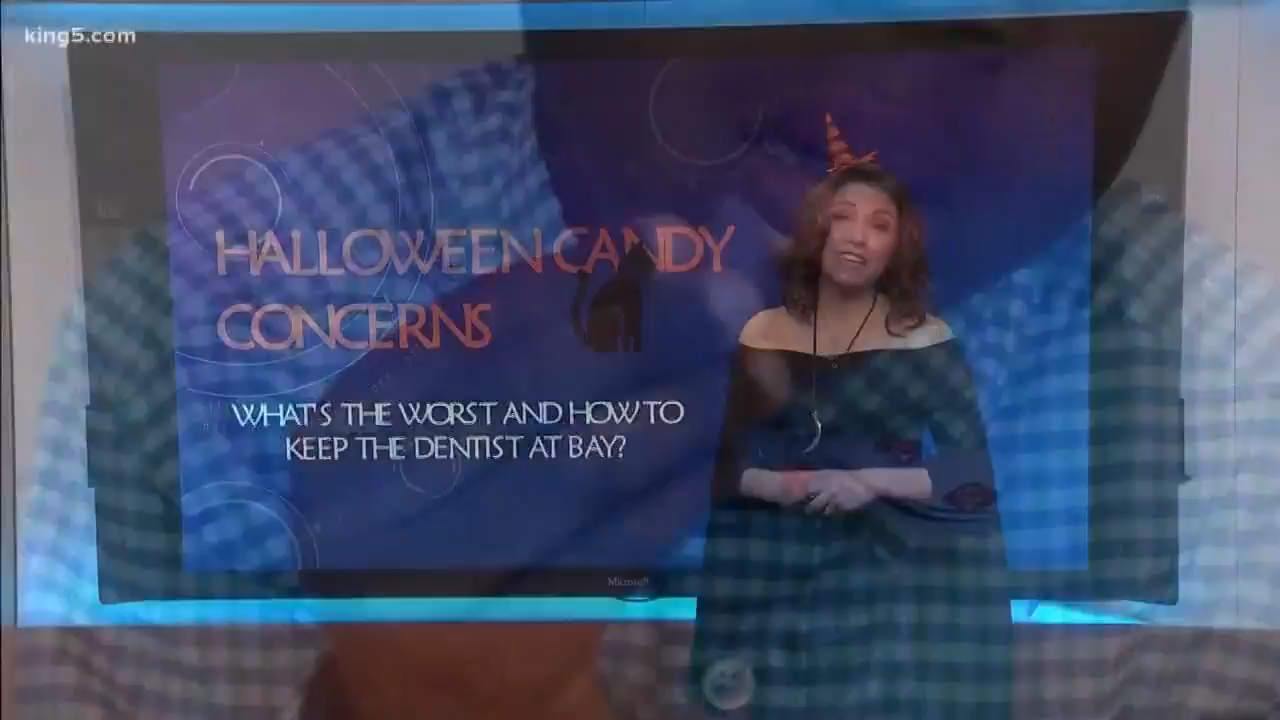 king5.com
HALLOWEEN CANDY
CONCERNS
WHAT'S THE WORST AND HOW TO
KEEP THE DENTIST AT BAY?
Microsoft